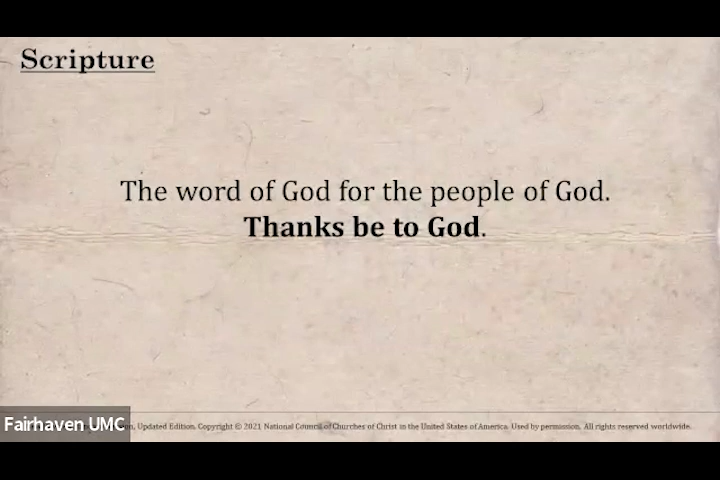 Scripture
The word of God for the people of God.
Thanks be to God.
Fairhaven UMC
Updated Edition. Copyright © 2021 National Council of Churches of Christ in the United States of America. Used by permission. All rights reserved worldwide.